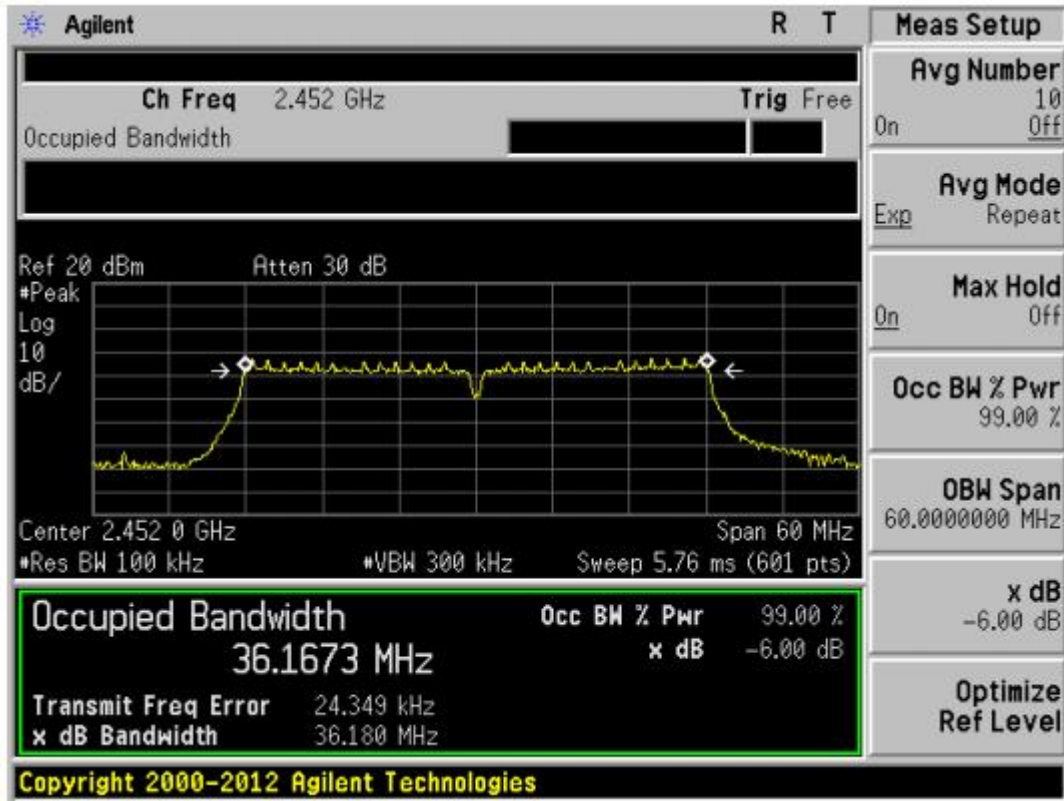 Agilent R T
Ch Freq 2.452 GHz Trig Free
Occupied Bandwidth
Ref 20 dBm Atten 30 dB
#Peak
Log
10
dB/
Center 2.452 0 GHz Span 60 MHz
#Res BW 100 kHz #VBW 300 kHz Sweep 5.76 ms (601 pts)
Occupied Bandwidth Occ BW % Pwr 99.00 %
36.1673 MHz x dB -6.00 dB
Transmit Freq Error 24.349 kHz
x dB Bandwidth 36.180 MHz
Copyright 2000-2012 Agilent Technologies
Meas Setup
Avg Number
10
On Off
Avg Mode
Exp Repeat
Max Hold
On Off
Occ BW % Pwr
99.00 %
OBW Span
60.0000000 MHz
x dB
-6.00 dB
Optimize
Ref Level